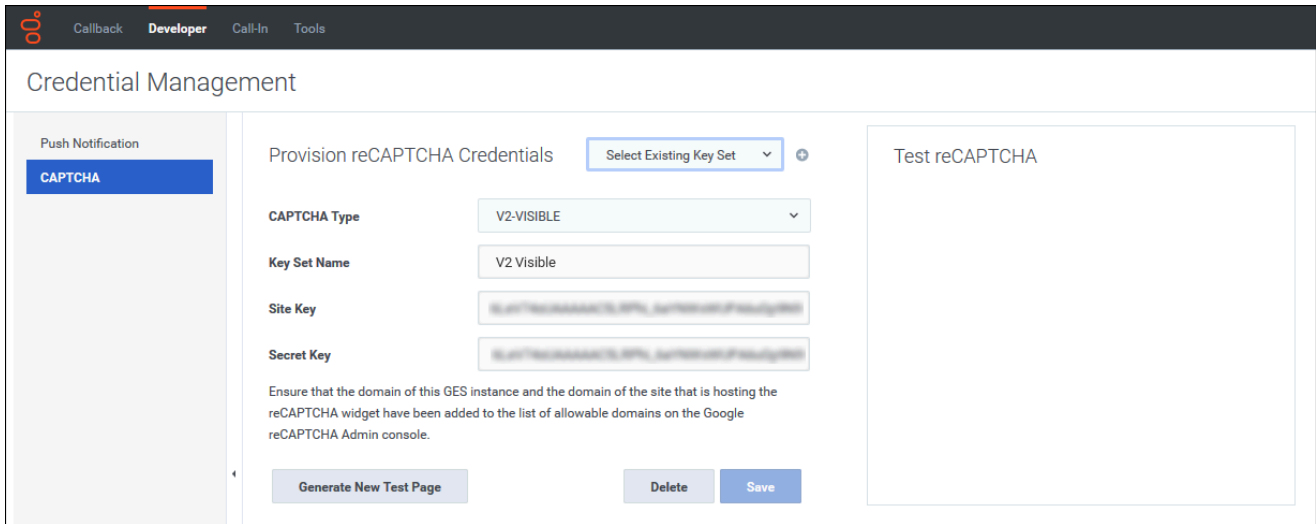 Callback Developer Call-In Tools
Credential Management
Push Notification
CAPTCHA
Provision reCAPTCHA Credentials
Select Existing Key Set
CAPTCHA Type
V2-VISIBLE
Key Set Name
V2 Visible
Site Key
Secret Key
Ensure that the domain of this GES instance and the domain of the site that is hosting the
reCAPTCHA widget have been added to the list of allowable domains on the Google
reCAPTCHA Admin console.
Generate New Test Page
Delete
Save
Test reCAPTCHA